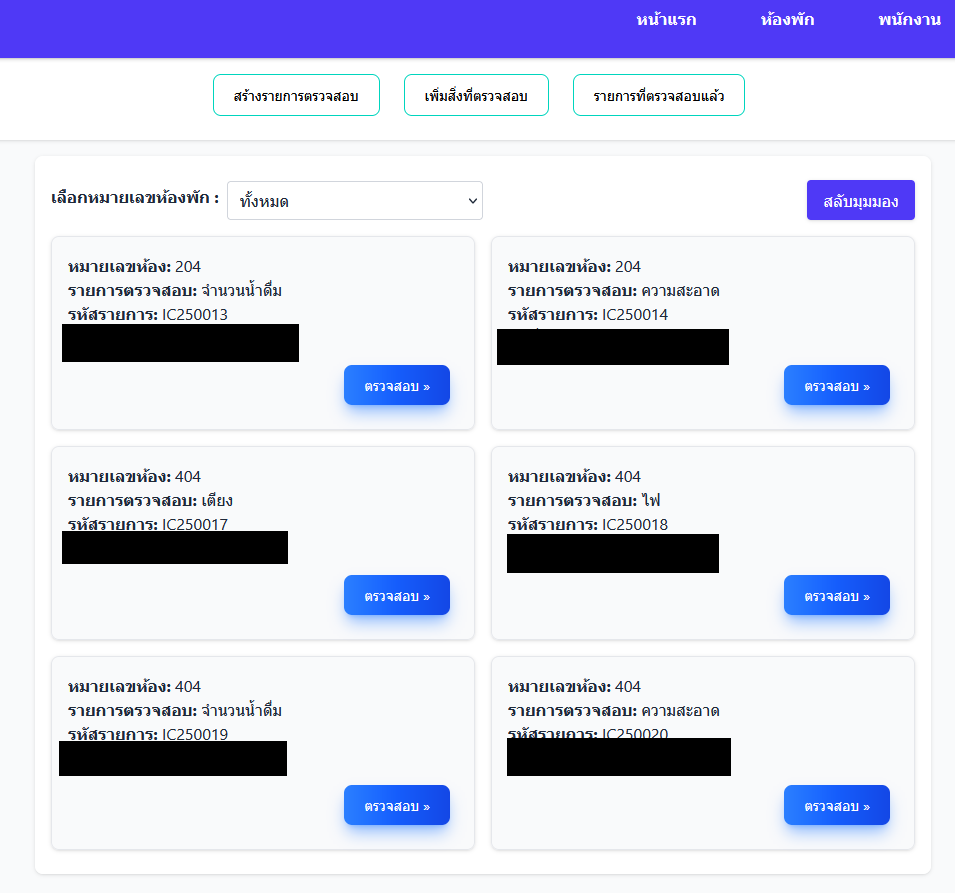 หน้าแรก ห้องพัก พนักงาน
สร้างรายการตรวจสอบ เพิ่มสิ่งที่ตรวจสอบ รายการที่ตรวจสอบแล้ว
เลือกหมายเลขห้องพัก : ทั้งหมด สลับมุมมอง
หมายเลขห้อง: 204
รายการตรวจสอบ: จำนวนน้ำดื่ม
รหัสรายการ: IC250013
ตรวจสอบ »
หมายเลขห้อง: 204
รายการตรวจสอบ: ความสะอาด
รหัสรายการ: IC250014
ตรวจสอบ »
หมายเลขห้อง: 404
รายการตรวจสอบ: เตียง
รหัสรายการ: IC250017
ตรวจสอบ »
หมายเลขห้อง: 404
รายการตรวจสอบ: ไฟ
รหัสรายการ: IC250018
ตรวจสอบ »
หมายเลขห้อง: 404
รายการตรวจสอบ: จำนวนน้ำดื่ม
รหัสรายการ: IC250019
ตรวจสอบ »
หมายเลขห้อง: 404
รายการตรวจสอบ: ความสะอาด
รหัสรายการ: IC250020
ตรวจสอบ »